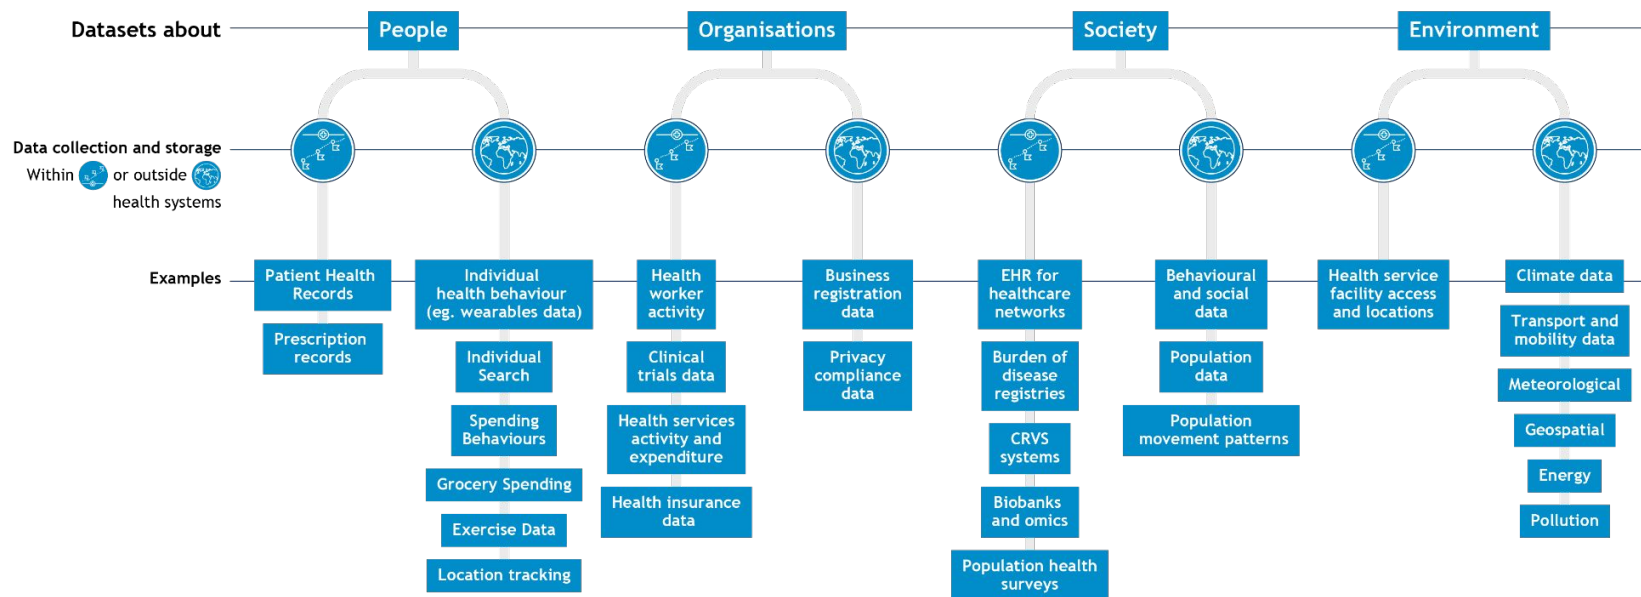 Datasets about
People
Organisations
Society
Environment
Data collection and storage
Within or outside
health systems
Examples
Patient Health
Records
Prescription
records
Individual
health behaviour
(eg. wearables data)
Individual
Search
Spending
Behaviours
Grocery Spending
Exercise Data
Location tracking
Health
worker
activity
Clinical
trials data
Health services
activity and
expenditure
Health insurance
data
Business
registration
data
Privacy
compliance
data
EHR for
healthcare
networks
Burden of
disease
registries
CRVS
systems
Biobanks
and omics
Population health
surveys
Behavioural
and social
data
Population
data
Population
movement patterns
Health service
facility access
and locations
Climate data
Transport and
mobility data
Meteorological
Geospatial
Energy
Pollution